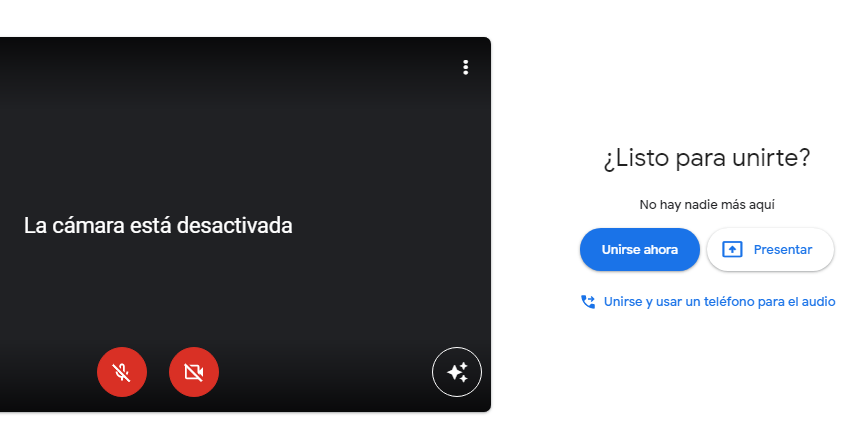 La cámara está desactivada
¿Listo para unirte?
No hay nadie más aquí
Unirse ahora
Presentar
Unirse y usar un teléfono para el audio